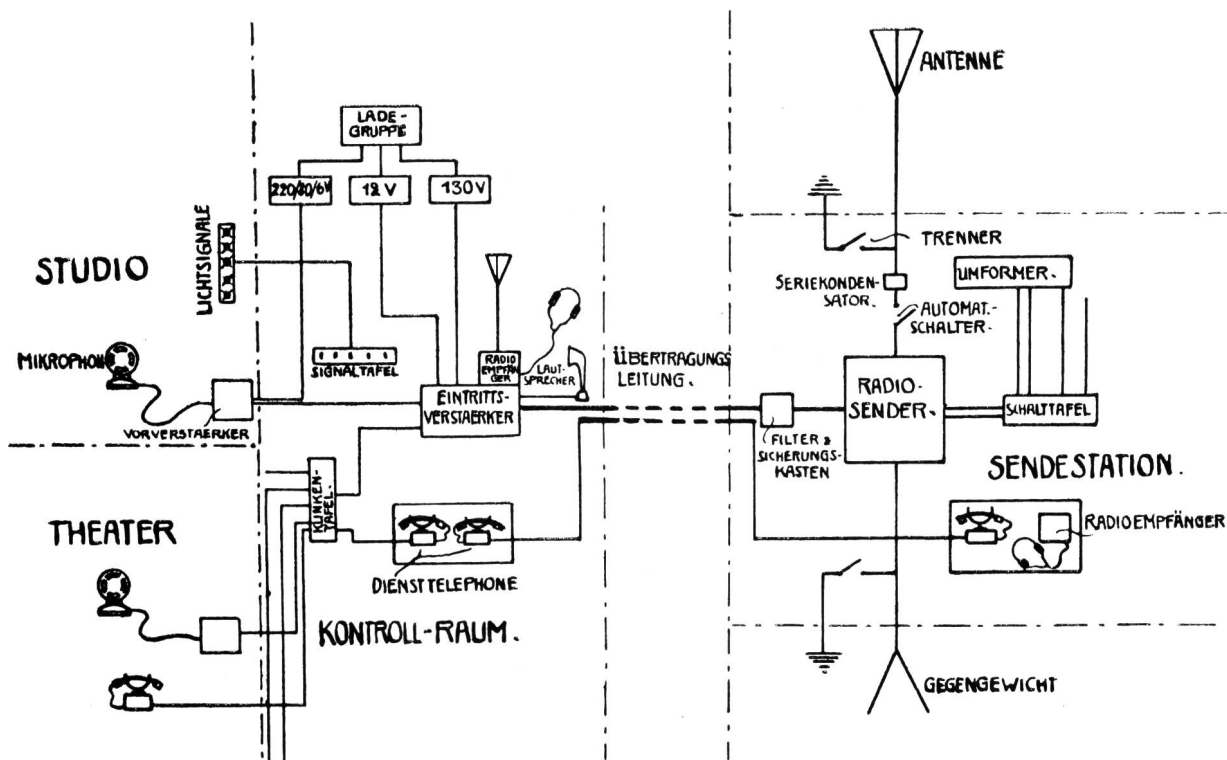 ANTENNE
LADE-
GRUPPE
220/80/6V
12 V
130 V
LICHTSIGNALE
STUDIO
TRENNER
SERIEKONDEN-
SATOR.
UMFORMER.
AUTOMAT.-
SCHALTER.
MIKROPHON
SIGNALTAFEL
RADIO
EMPFÄN
GER
LAUT-
SPRECHER
ÜBERTRAGUNGS
LEITUNG.
VORVERSTAERKER
EINTRITTS-
VERSTAERKER
RADIO-
SENDER.
SCHALTTAFEL
FILTER &
SICHERUNGS-
KASTEN
SENDESTATION.
KLINKEN-
TAFEL.
THEATER
DIENSTTELEPHONE
RADIOEMPFÄNGER
KONTROLL-RAUM.
GEGENGEWICHT